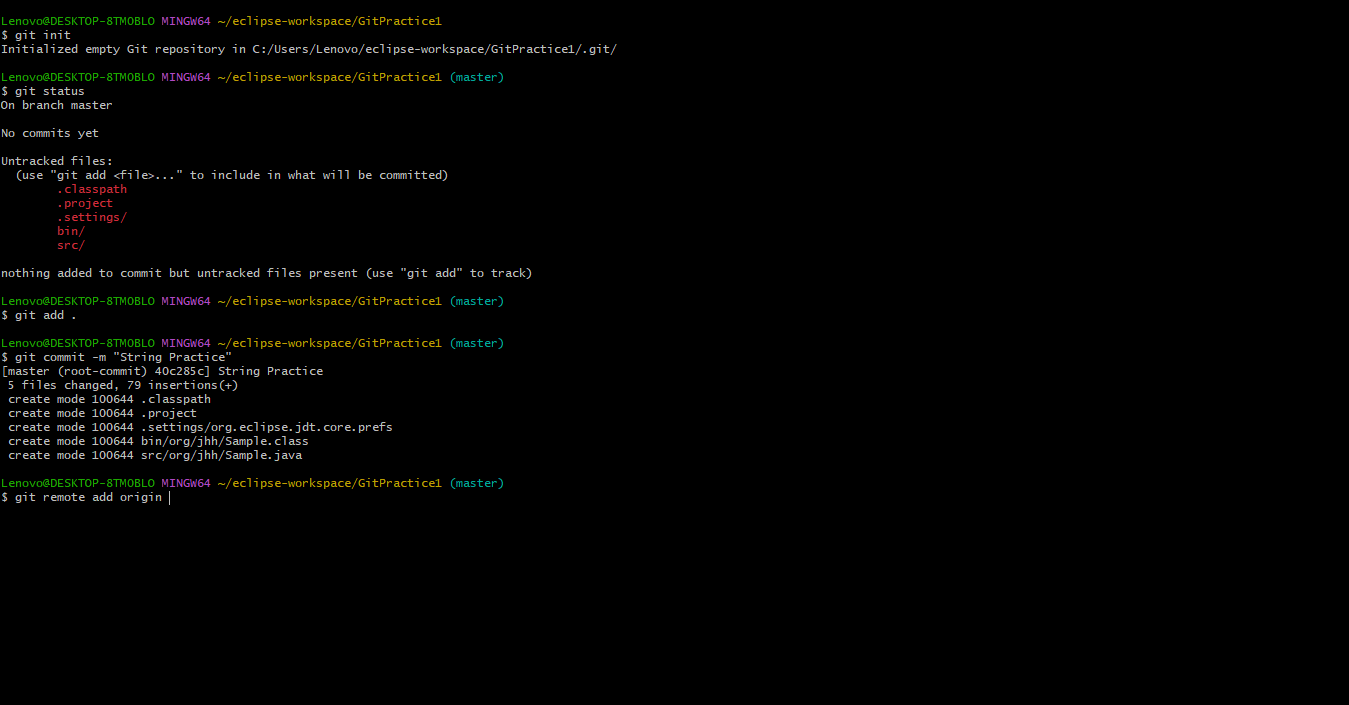 Lenovo@DESKTOP-8TMOBLO MINGW64 ~/eclipse-workspace/GitPractice1
$ git init
Initialized empty Git repository in C:/Users/Lenovo/eclipse-workspace/GitPractice1/.git/
Lenovo@DESKTOP-8TMOBLO MINGW64 ~/eclipse-workspace/GitPractice1 (master)
$ git status
On branch master
No commits yet
Untracked files:
(use "git add <file>..." to include in what will be committed)
.classpath
.project
.settings/
bin/
src/
nothing added to commit but untracked files present (use "git add" to track)
Lenovo@DESKTOP-8TMOBLO MINGW64 ~/eclipse-workspace/GitPractice1 (master)
$ git add .
Lenovo@DESKTOP-8TMOBLO MINGW64 ~/eclipse-workspace/GitPractice1 (master)
$ git commit -m "String Practice"
[master (root-commit) 40c285c] String Practice
5 files changed, 79 insertions(+)
create mode 100644 .classpath
create mode 100644 .project
create mode 100644 .settings/org.eclipse.jdt.core.prefs
create mode 100644 bin/org/jhh/Sample.class
create mode 100644 src/org/jhh/Sample.java
Lenovo@DESKTOP-8TMOBLO MINGW64 ~/eclipse-workspace/GitPractice1 (master)
$ git remote add origin